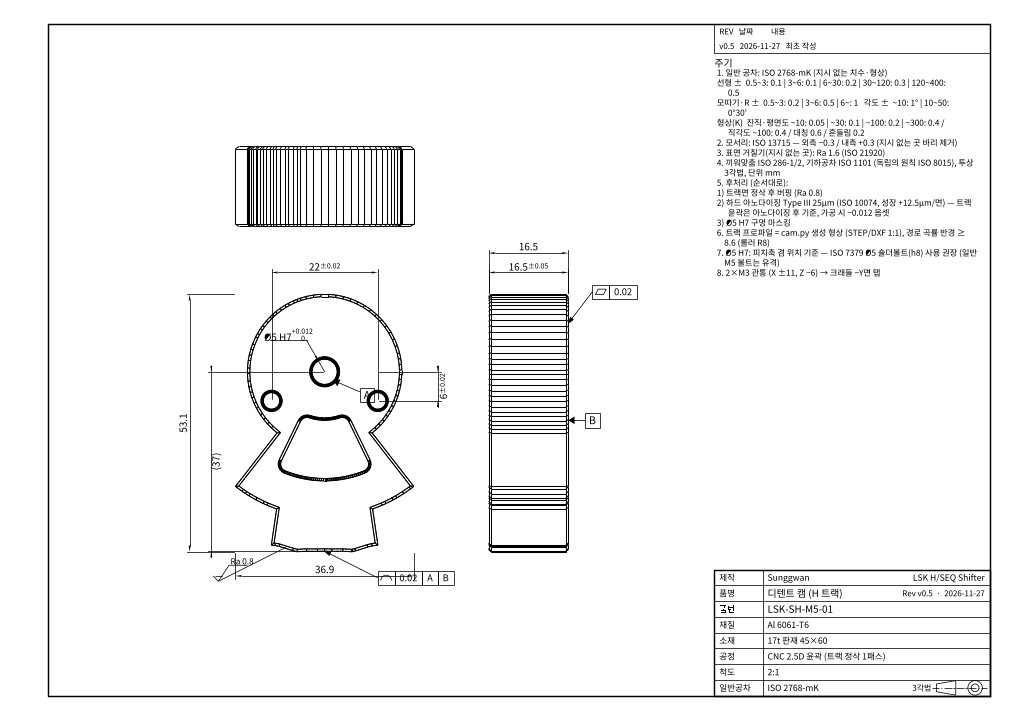 REV 날짜 내용
v0.5 2026-11-27 최초 작성
주기
1. 일반 공차: ISO 2768-mK (지시 없는 치수·형상)
선형 ± 0.5~3: 0.1 | 3~6: 0.1 | 6~30: 0.2 | 30~120: 0.3 | 120~400:
0.5
모따기·R ± 0.5~3: 0.2 | 3~6: 0.5 | 6~: 1 각도 ± ~10: 1° | 10~50:
0°30'
형상(K) 진직·평면도 ~10: 0.05 | ~30: 0.1 | ~100: 0.2 | ~300: 0.4 /
직각도 ~100: 0.4 / 대칭 0.6 / 흔들림 0.2
2. 모서리: ISO 13715 — 외측 −0.3 / 내측 +0.3 (지시 없는 곳 바리 제거)
3. 표면 거칠기(지시 없는 곳): Ra 1.6 (ISO 21920)
4. 끼워맞춤 ISO 286-1/2, 기하공차 ISO 1101 (독립의 원칙 ISO 8015), 투상
3각법, 단위 mm
5. 후처리 (순서대로):
1) 트랙면 정삭 후 버핑 (Ra 0.8)
2) 하드 아노다이징 Type III 25μm (ISO 10074, 성장 +12.5μm/면) — 트랙
윤곽은 아노다이징 후 기준, 가공 시 −0.012 옵셋
3) Ø5 H7 구멍 마스킹
6. 트랙 프로파일 = cam.py 생성 형상 (STEP/DXF 1:1), 경로 곡률 반경 ≥
8.6 (롤러 R8)
7. Ø5 H7: 피치축 겸 위치 기준 — ISO 7379 Ø5 숄더볼트(h8) 사용 권장 (일반
M5 볼트는 유격)
8. 2×M3 관통 (X ±11, Z −6) → 크래들 −Y면 탭
16.5
16.5±0.05
22±0.02
0.02
Ø5 H7 +0.012 0
A
6±0.02
B
53.1
(37)
Ra 0.8
36.9
0.02 A B
제작 Sunggwan LSK H/SEQ Shifter
품명 디텐트 캠 (H 트랙) Rev v0.5 · 2026-11-27
품번 LSK-SH-M5-01
재질 Al 6061-T6
소재 17t 판재 45×60
공정 CNC 2.5D 윤곽 (트랙 정삭 1패스)
척도 2:1
일반공차 ISO 2768-mK 3각법